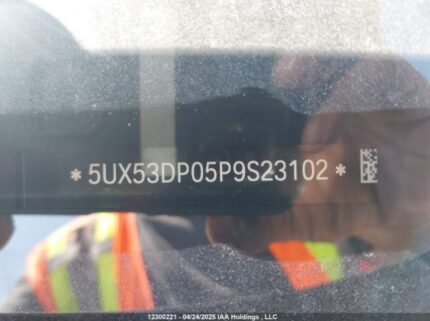 *5UX53DP05P9S23102*
12300221 - 04/24/2025 IAA Holdings , LLC